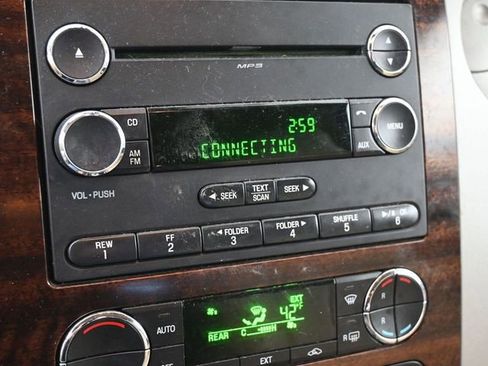 MP3
CD
2:59
MENU
AM
FM
CONNECTING
AUX
VOL • PUSH
◄ SEEK
TEXT
SCAN
SEEK ►
REW
1
FF
2
◄ FOLDER
3
FOLDER ►
4
SHUFFLE
5
6
AUTO
EXT
42°F
R
R
REAR
C
H
R
EXT